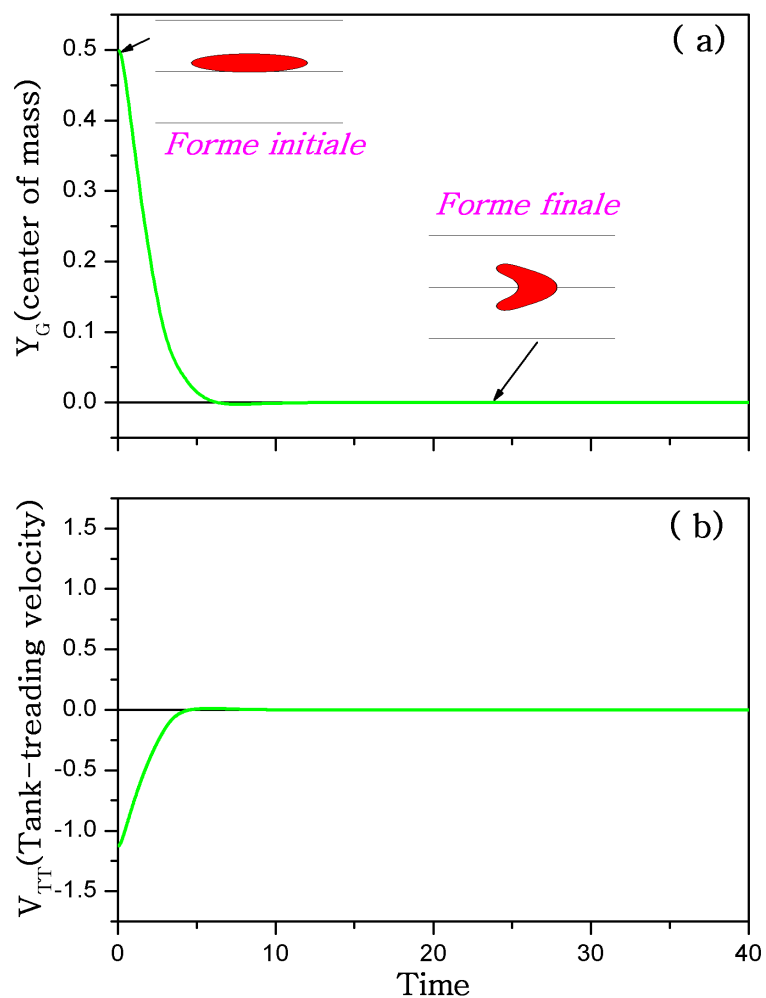 ( a)
0.5
0.4
0.3
0.2
0.1
0.0
Y_G(center of mass)
Forme initiale
Forme finale
( b)
1.5
1.0
0.5
0.0
-0.5
-1.0
-1.5
V_TT(Tank-treading velocity)
0 10 20 30 40
Time